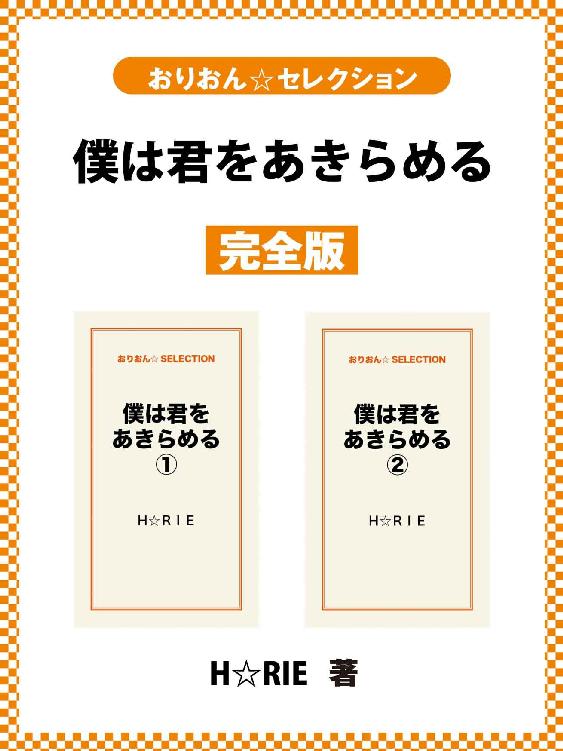 おりおん☆セレクション
僕は君をあきらめる
完全版
おりおん☆ SELECTION
僕は君を
あきらめる
①
H☆RIE
おりおん☆ SELECTION
僕は君を
あきらめる
②
H☆RIE
H☆RIE 著